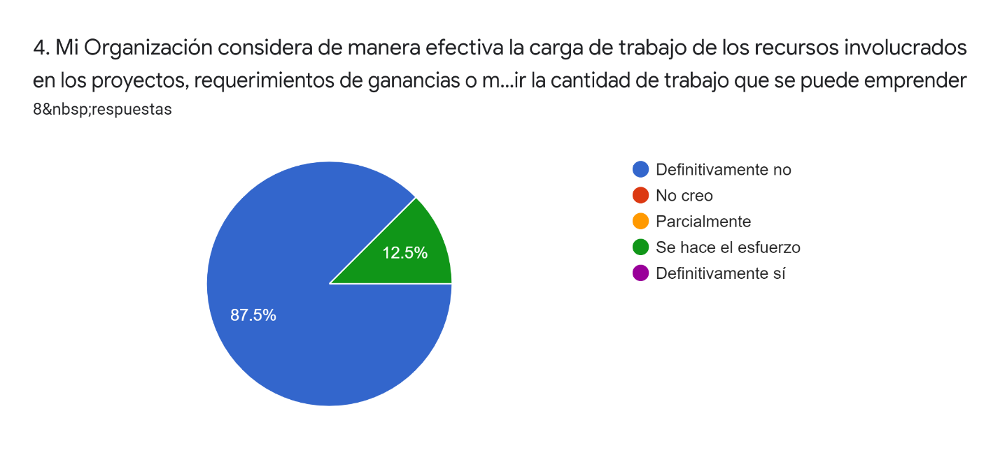 4. Mi Organización considera de manera efectiva la carga de trabajo de los recursos involucrados
en los proyectos, requerimientos de ganancias o m...ir la cantidad de trabajo que se puede emprender
8&nbsp;respuestas
Definitivamente no
No creo
Parcialmente
Se hace el esfuerzo
Definitivamente sí
12.5%
87.5%